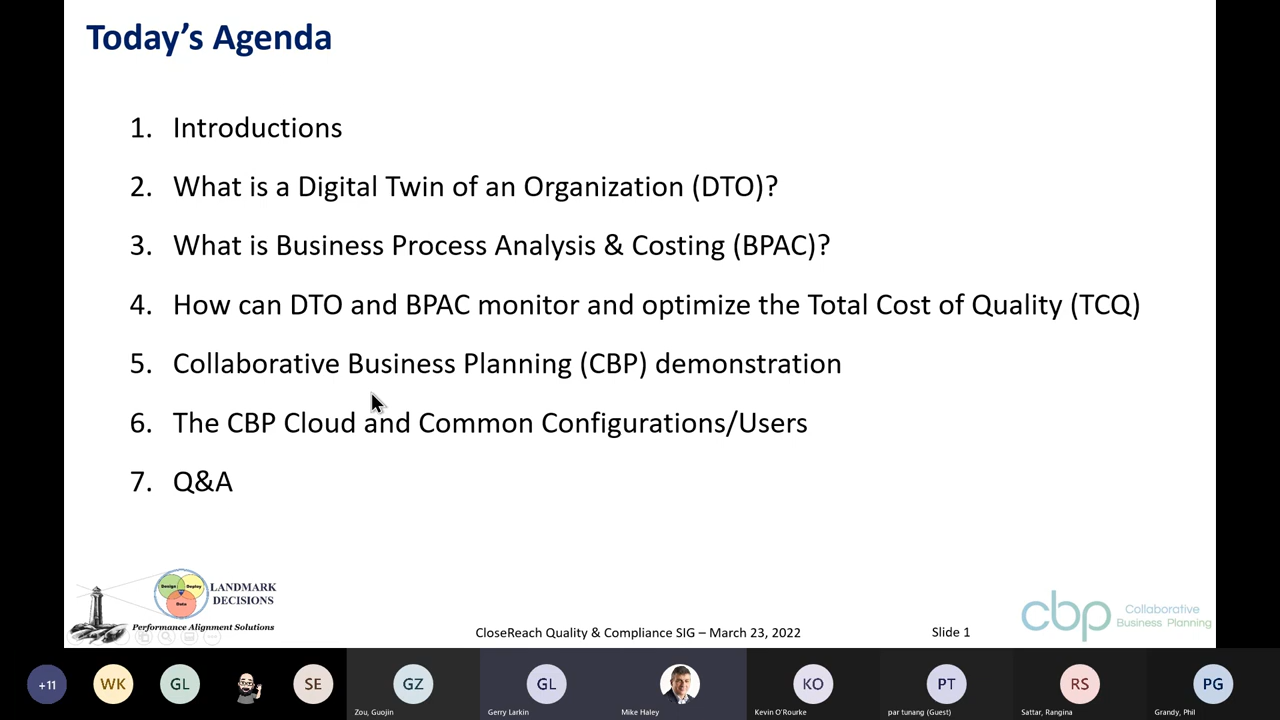 Today's Agenda
1. Introductions
2. What is a Digital Twin of an Organization (DTO)?
3. What is Business Process Analysis & Costing (BPAC)?
4. How can DTO and BPAC monitor and optimize the Total Cost of Quality (TCQ)
5. Collaborative Business Planning (CBP) demonstration
6. The CBP Cloud and Common Configurations/Users
7. Q&A
Design Deploy
Data
LANDMARK
DECISIONS
Performance Alignment Solutions
CloseReach Quality & Compliance SIG – March 23, 2022
Slide 1
cbp
Collaborative
Business Planning
+11 WK GL SE GZ GL KO PT RS PG
Zou, Guojin Gerry Larkin Mike Haley Kevin O'Rourke par tunang (Guest) Sattar, Rangina Grandy, Phil